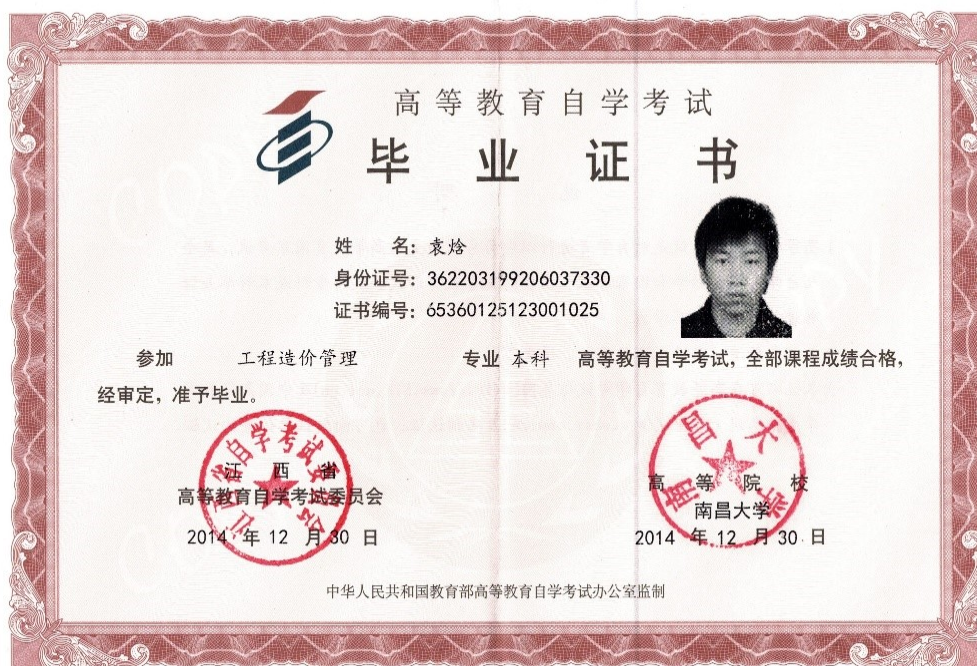 高等教育自学考试
毕业证书
姓 名: 袁焓
身份证号: 362203199206037330
证书编号: 65360125123001025
参加 工程造价管理 专业 本科 高等教育自学考试, 全部课程成绩合格,
经审定, 准予毕业。
江西省
高等教育自学考试委员会
2014 年 12 月 30 日
高等院校
南昌大学
2014 年 12 月 30 日
南昌大学
中华人民共和国教育部高等教育自学考试办公室监制